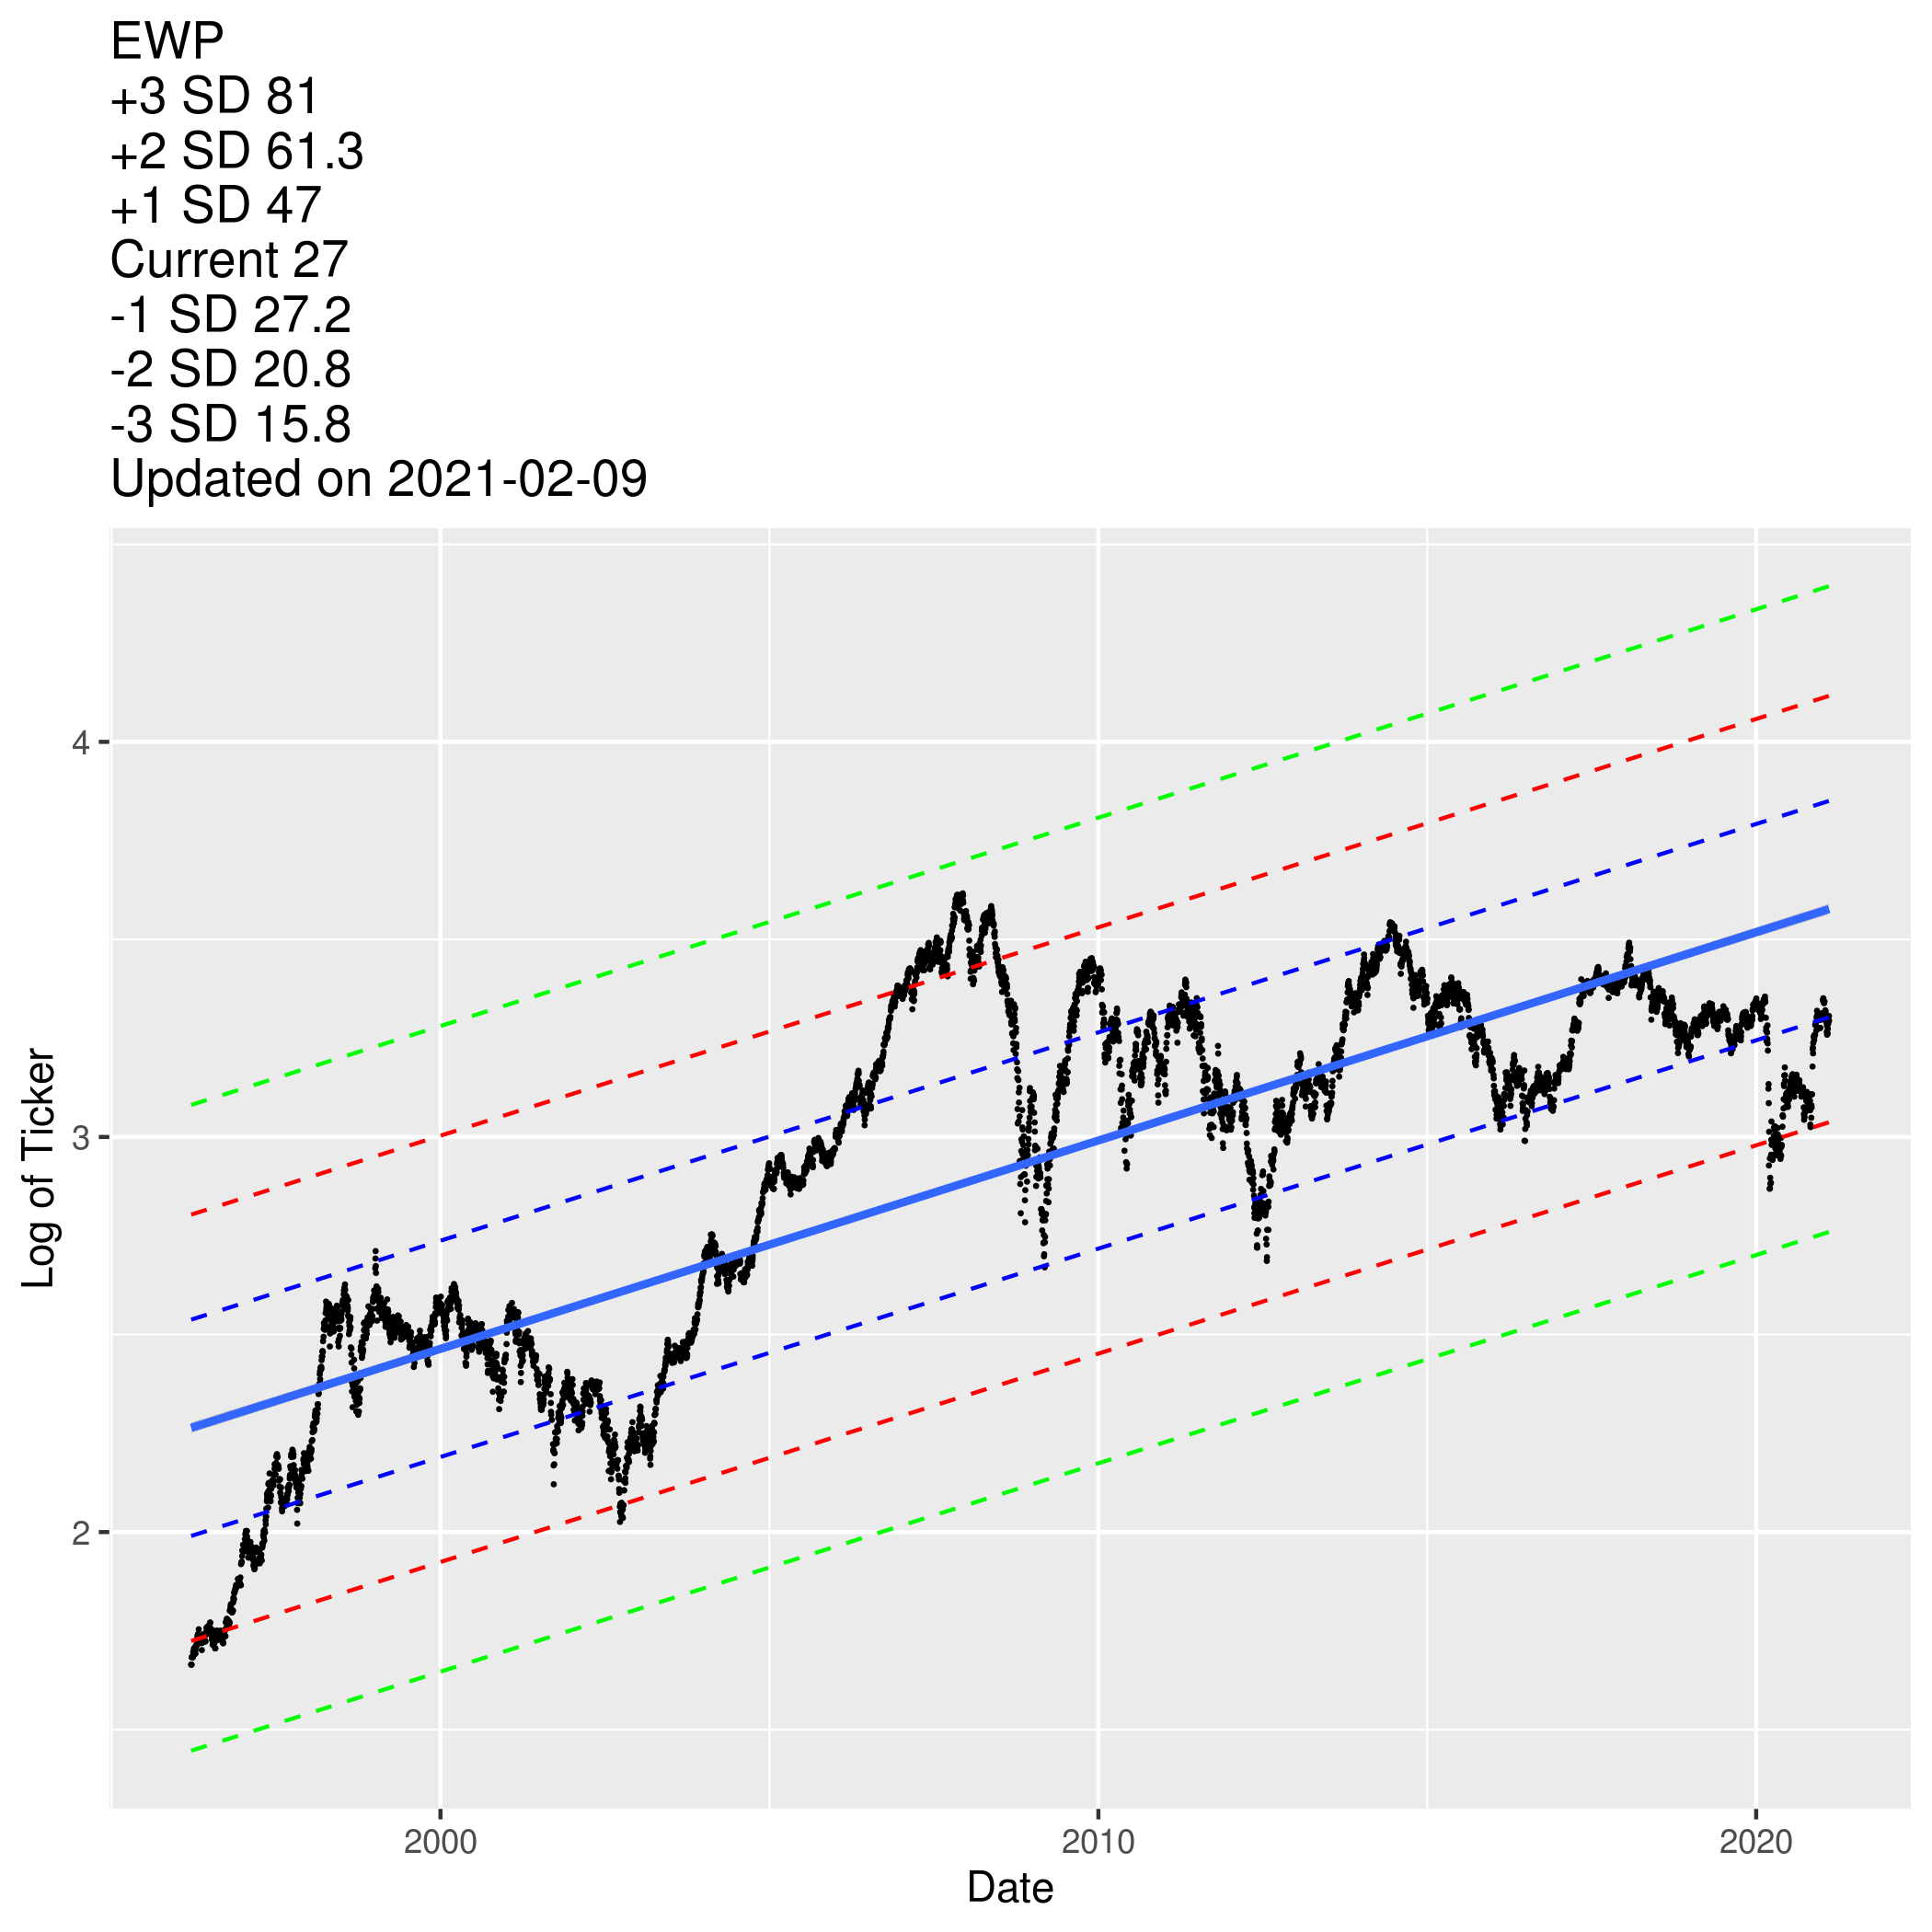 EWP
+3 SD 81
+2 SD 61.3
+1 SD 47
Current 27
-1 SD 27.2
-2 SD 20.8
-3 SD 15.8
Updated on 2021-02-09
4
3
2
Log of Ticker
2000
2010
2020
Date